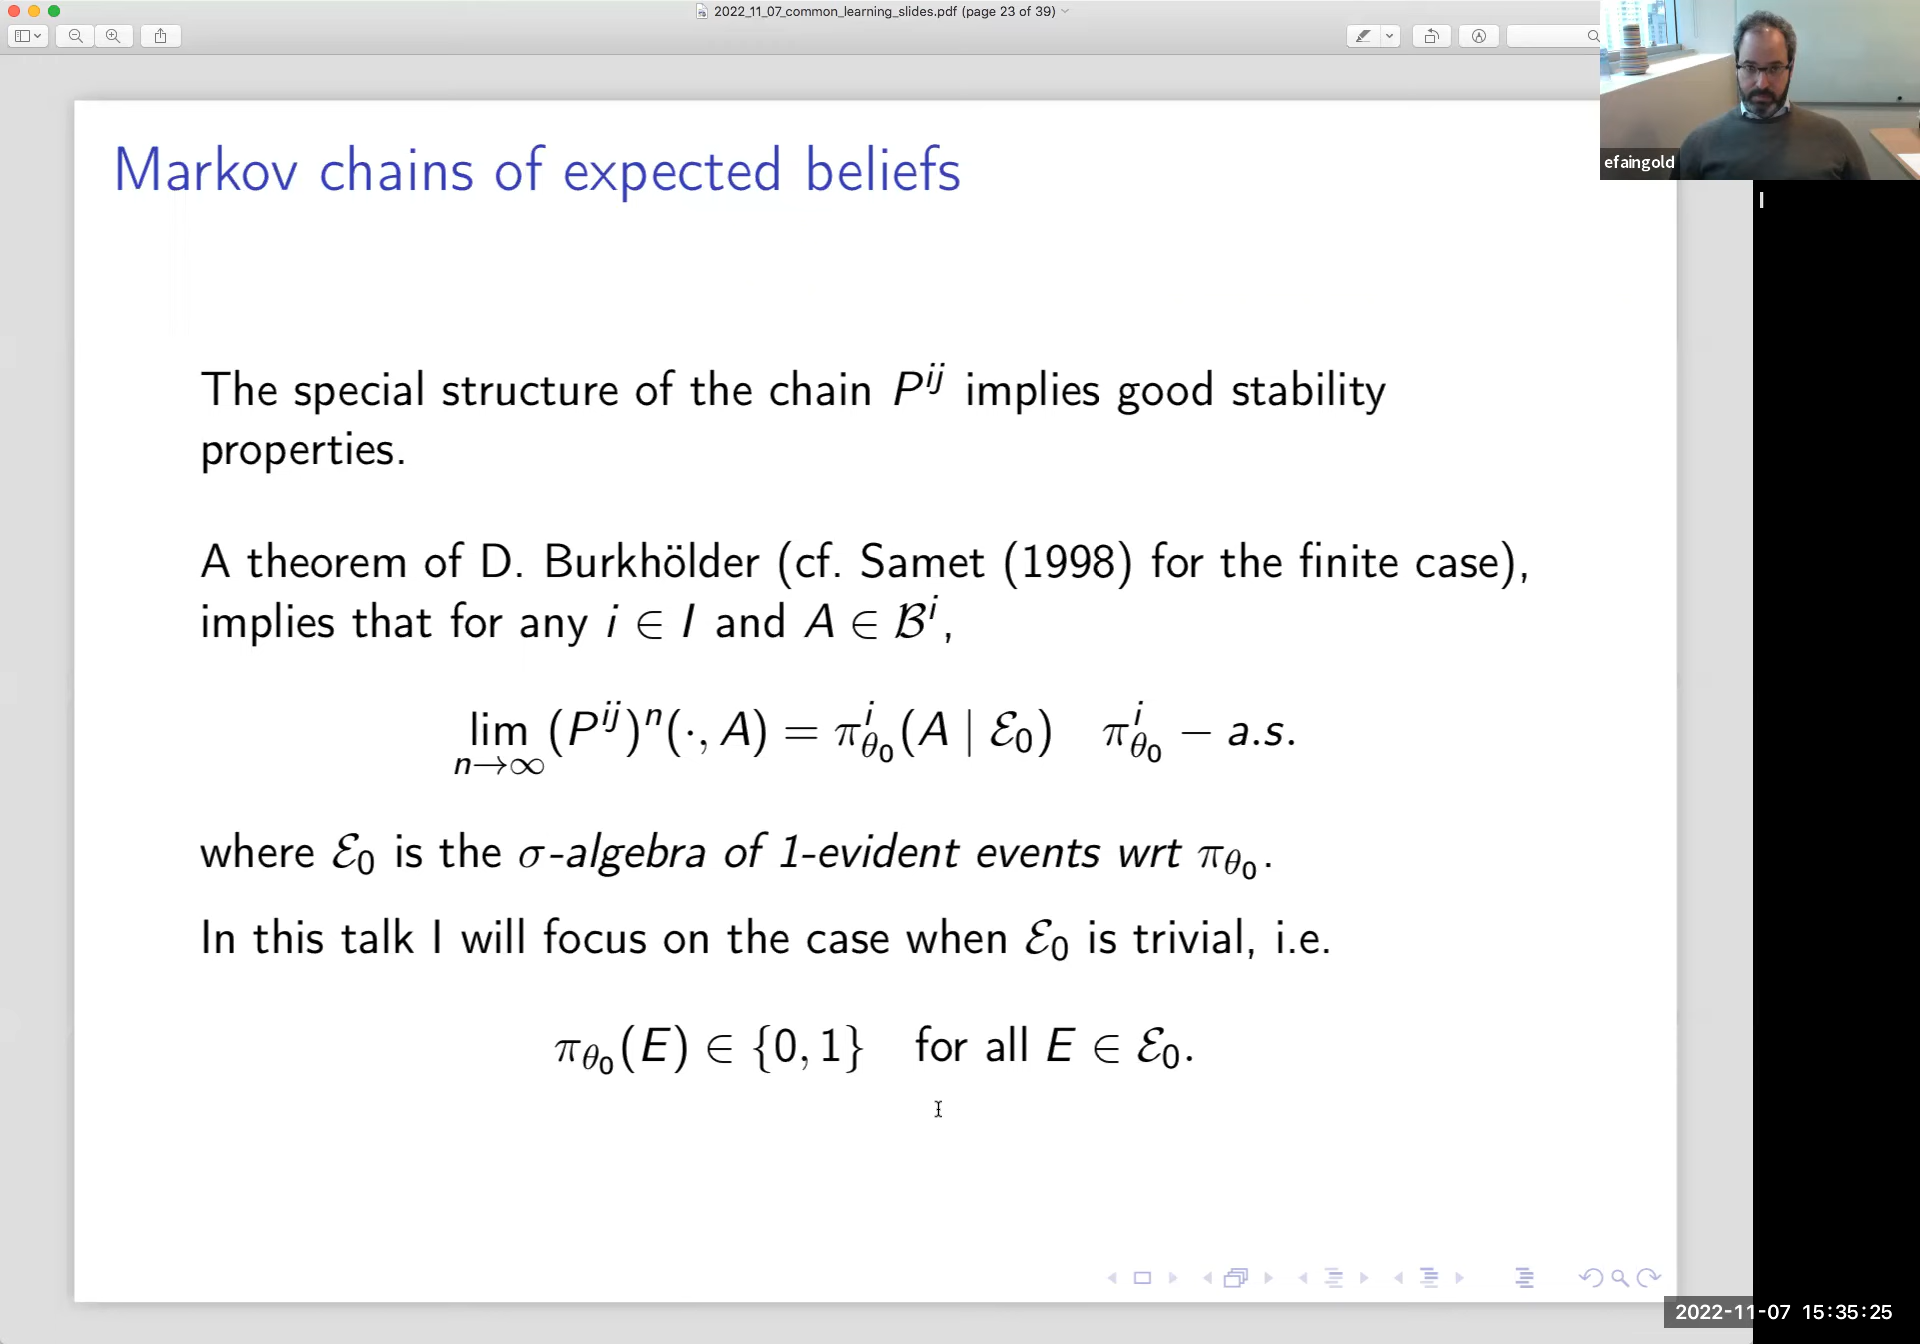 2022_11_07_common_learning_slides.pdf (page 23 of 39)
efaingold
Markov chains of expected beliefs
The special structure of the chain P^{ij} implies good stability
properties.
A theorem of D. Burkhölder (cf. Samet (1998) for the finite case),
implies that for any i ∈ I and A ∈ ℬ^i,
lim_{n→∞} (P^{ij})^n(·, A) = π^i_{θ_0}(A | ℰ_0) π^i_{θ_0} − a.s.
where ℰ_0 is the σ-algebra of 1-evident events wrt π_{θ_0}.
In this talk I will focus on the case when ℰ_0 is trivial, i.e.
π_{θ_0}(E) ∈ {0, 1} for all E ∈ ℰ_0.
2022-11-07 15:35:25